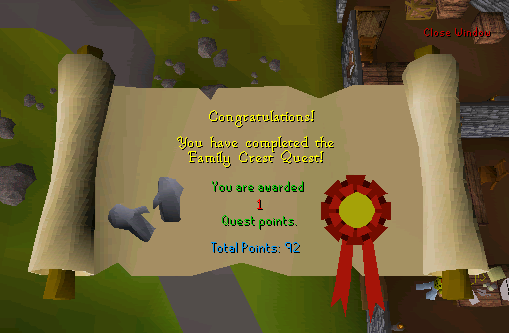 Close Window
Congratulations!
You have completed the
Family Crest Quest!
You are awarded
1
Quest points.
Total Points: 92